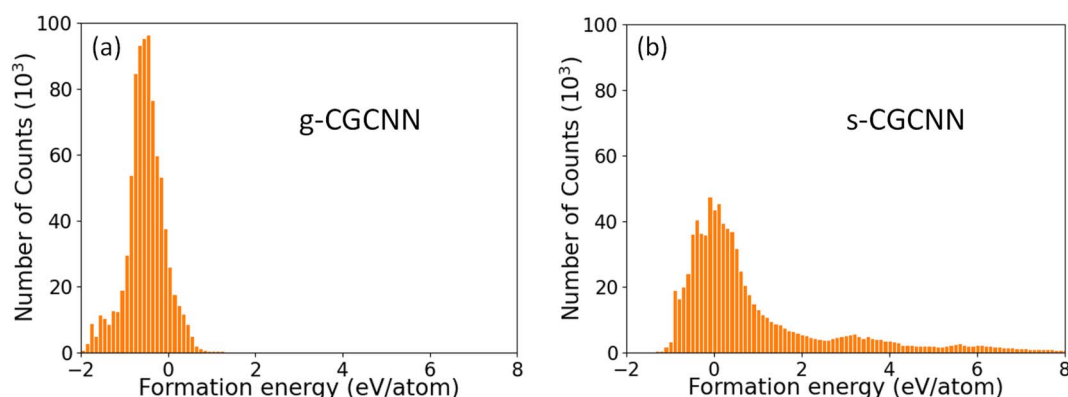 (a)
g-CGCNN
Number of Counts (10³)
100
80
60
40
20
0
−2 0 2 4 6 8
Formation energy (eV/atom)
(b)
s-CGCNN
Number of Counts (10³)
100
80
60
40
20
0
−2 0 2 4 6 8
Formation energy (eV/atom)